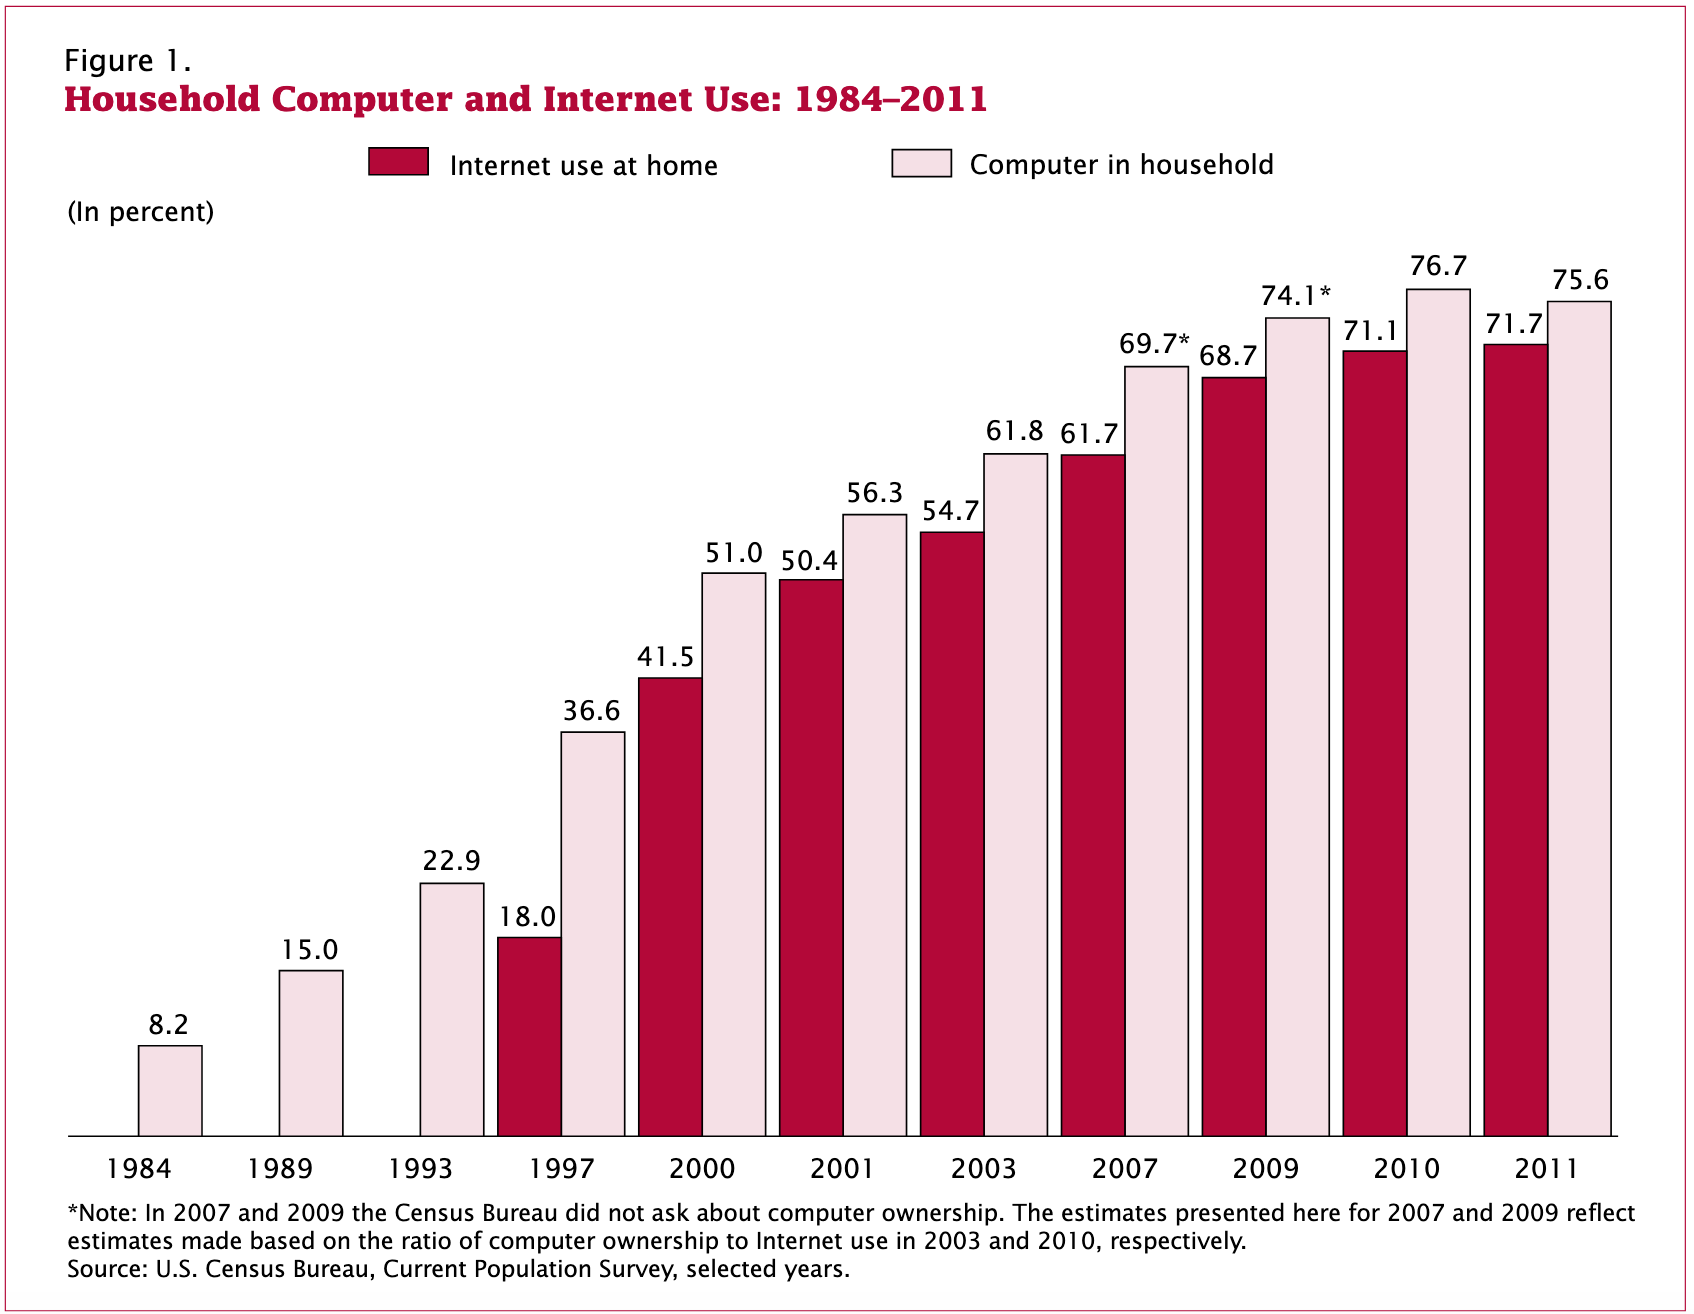 Figure 1.
Household Computer and Internet Use: 1984–2011
Internet use at home
Computer in household
(In percent)
8.2
15.0
22.9
18.0
36.6
41.5
51.0
50.4
56.3
54.7
61.8
61.7
69.7*
68.7
74.1*
71.1
76.7
71.7
75.6
1984 1989 1993 1997 2000 2001 2003 2007 2009 2010 2011
*Note: In 2007 and 2009 the Census Bureau did not ask about computer ownership. The estimates presented here for 2007 and 2009 reflect
estimates made based on the ratio of computer ownership to Internet use in 2003 and 2010, respectively.
Source: U.S. Census Bureau, Current Population Survey, selected years.